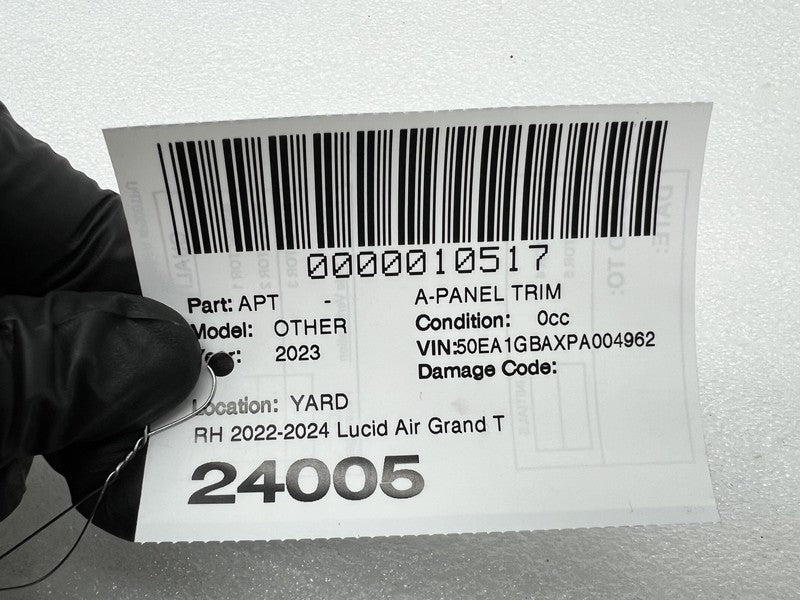 0000010517
Part: APT - A-PANEL TRIM
Model: OTHER Condition: 0cc
Year: 2023 VIN:50EA1GBAXPA004962
Damage Code:
Location: YARD
RH 2022-2024 Lucid Air Grand T
24005